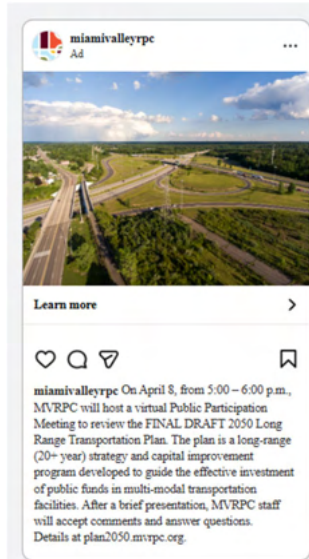 miamivalleyrpc
Ad
Learn more
miamivalleyrpc On April 8, from 5:00 – 6:00 p.m.,
MVRPC will host a virtual Public Participation
Meeting to review the FINAL DRAFT 2050 Long
Range Transportation Plan. The plan is a long-range
(20+ year) strategy and capital improvement
program developed to guide the effective investment
of public funds in multi-modal transportation
facilities. After a brief presentation, MVRPC staff
will accept comments and answer questions.
Details at plan2050.mvrpc.org.